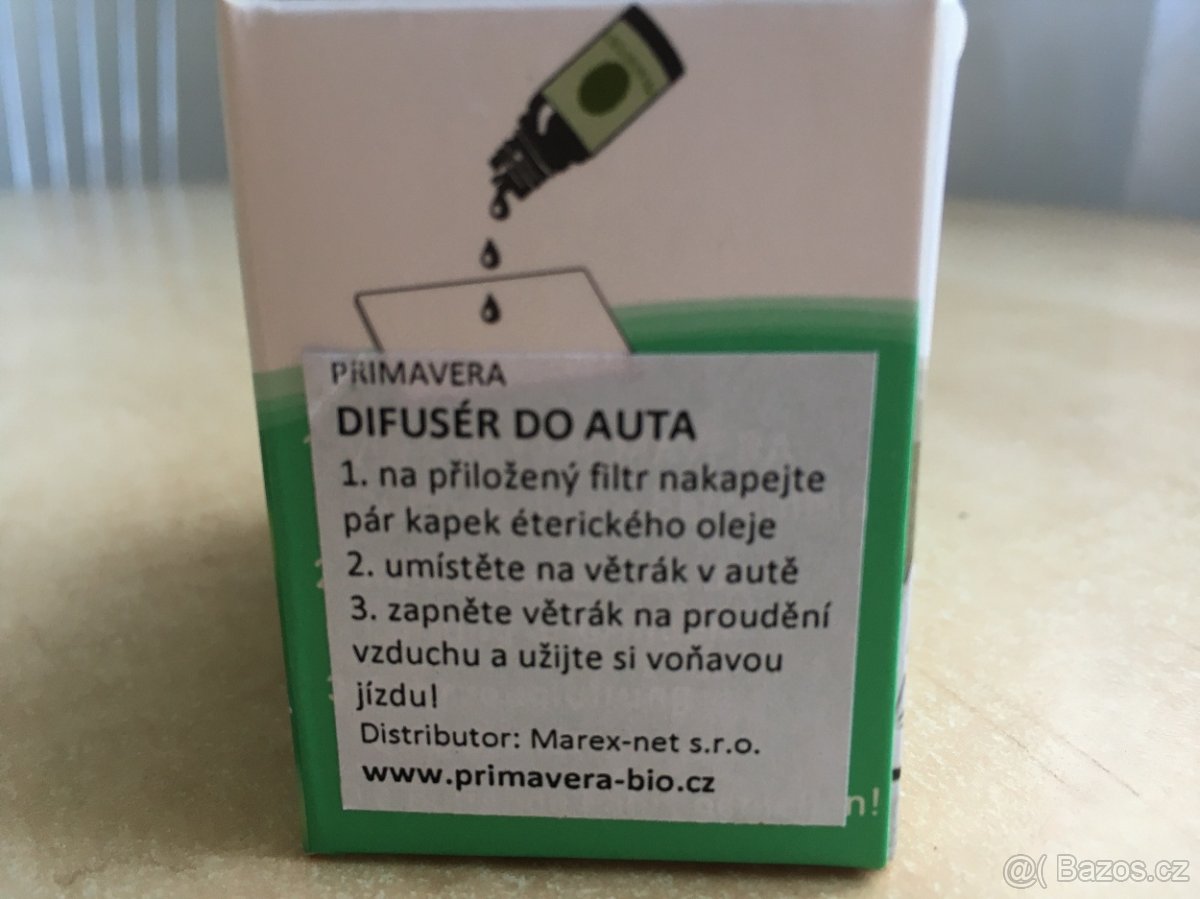 PRIMAVERA
DIFUSÉR DO AUTA
1. na přiložený filtr nakapejte
pár kapek éterického oleje
2. umístěte na větrák v autě
3. zapněte větrák na proudění
vzduchu a užijte si voňavou
jízdu!
Distributor: Marex-net s.r.o.
www.primavera-bio.cz
@( Bazos.cz